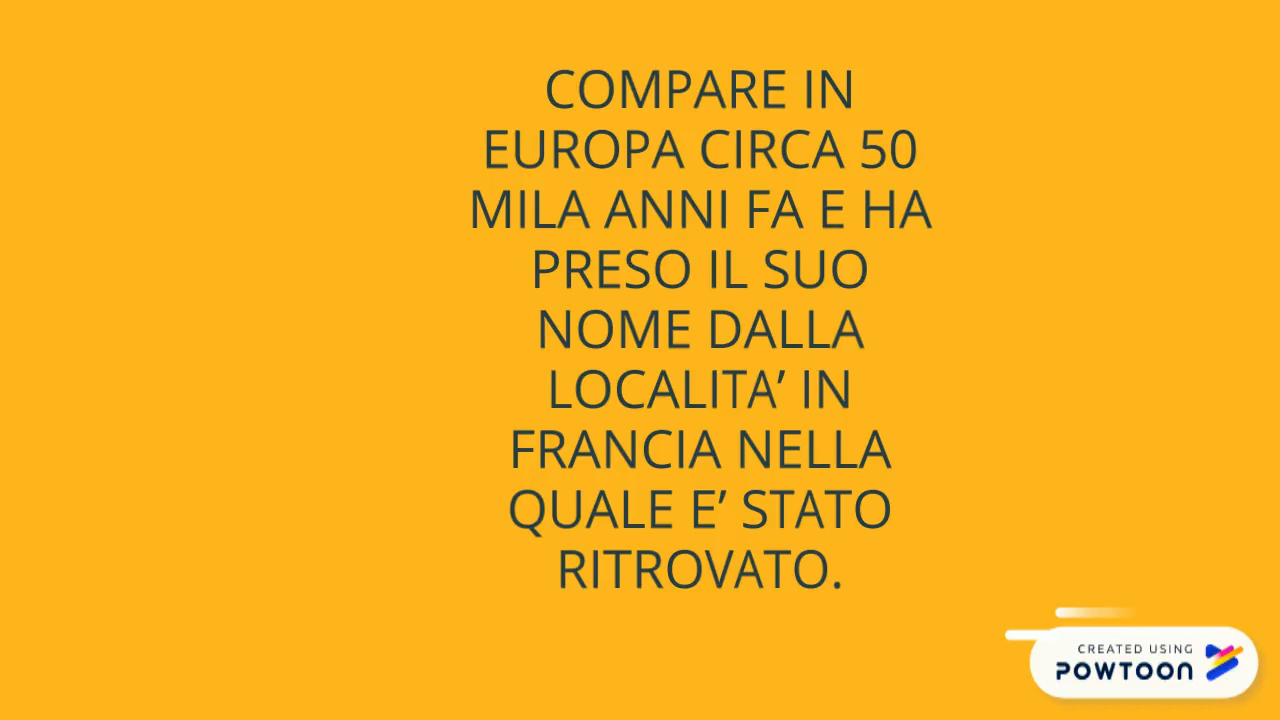 COMPARE IN
EUROPA CIRCA 50
MILA ANNI FA E HA
PRESO IL SUO
NOME DALLA
LOCALITA’ IN
FRANCIA NELLA
QUALE E’ STATO
RITROVATO.
CREATED USING
POWTOON